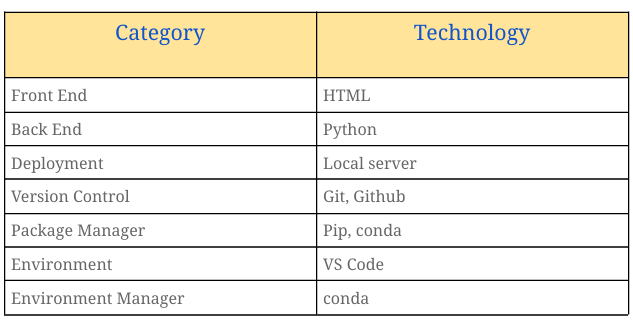 Category Technology
Front End HTML
Back End Python
Deployment Local server
Version Control Git, Github
Package Manager Pip, conda
Environment VS Code
Environment Manager conda